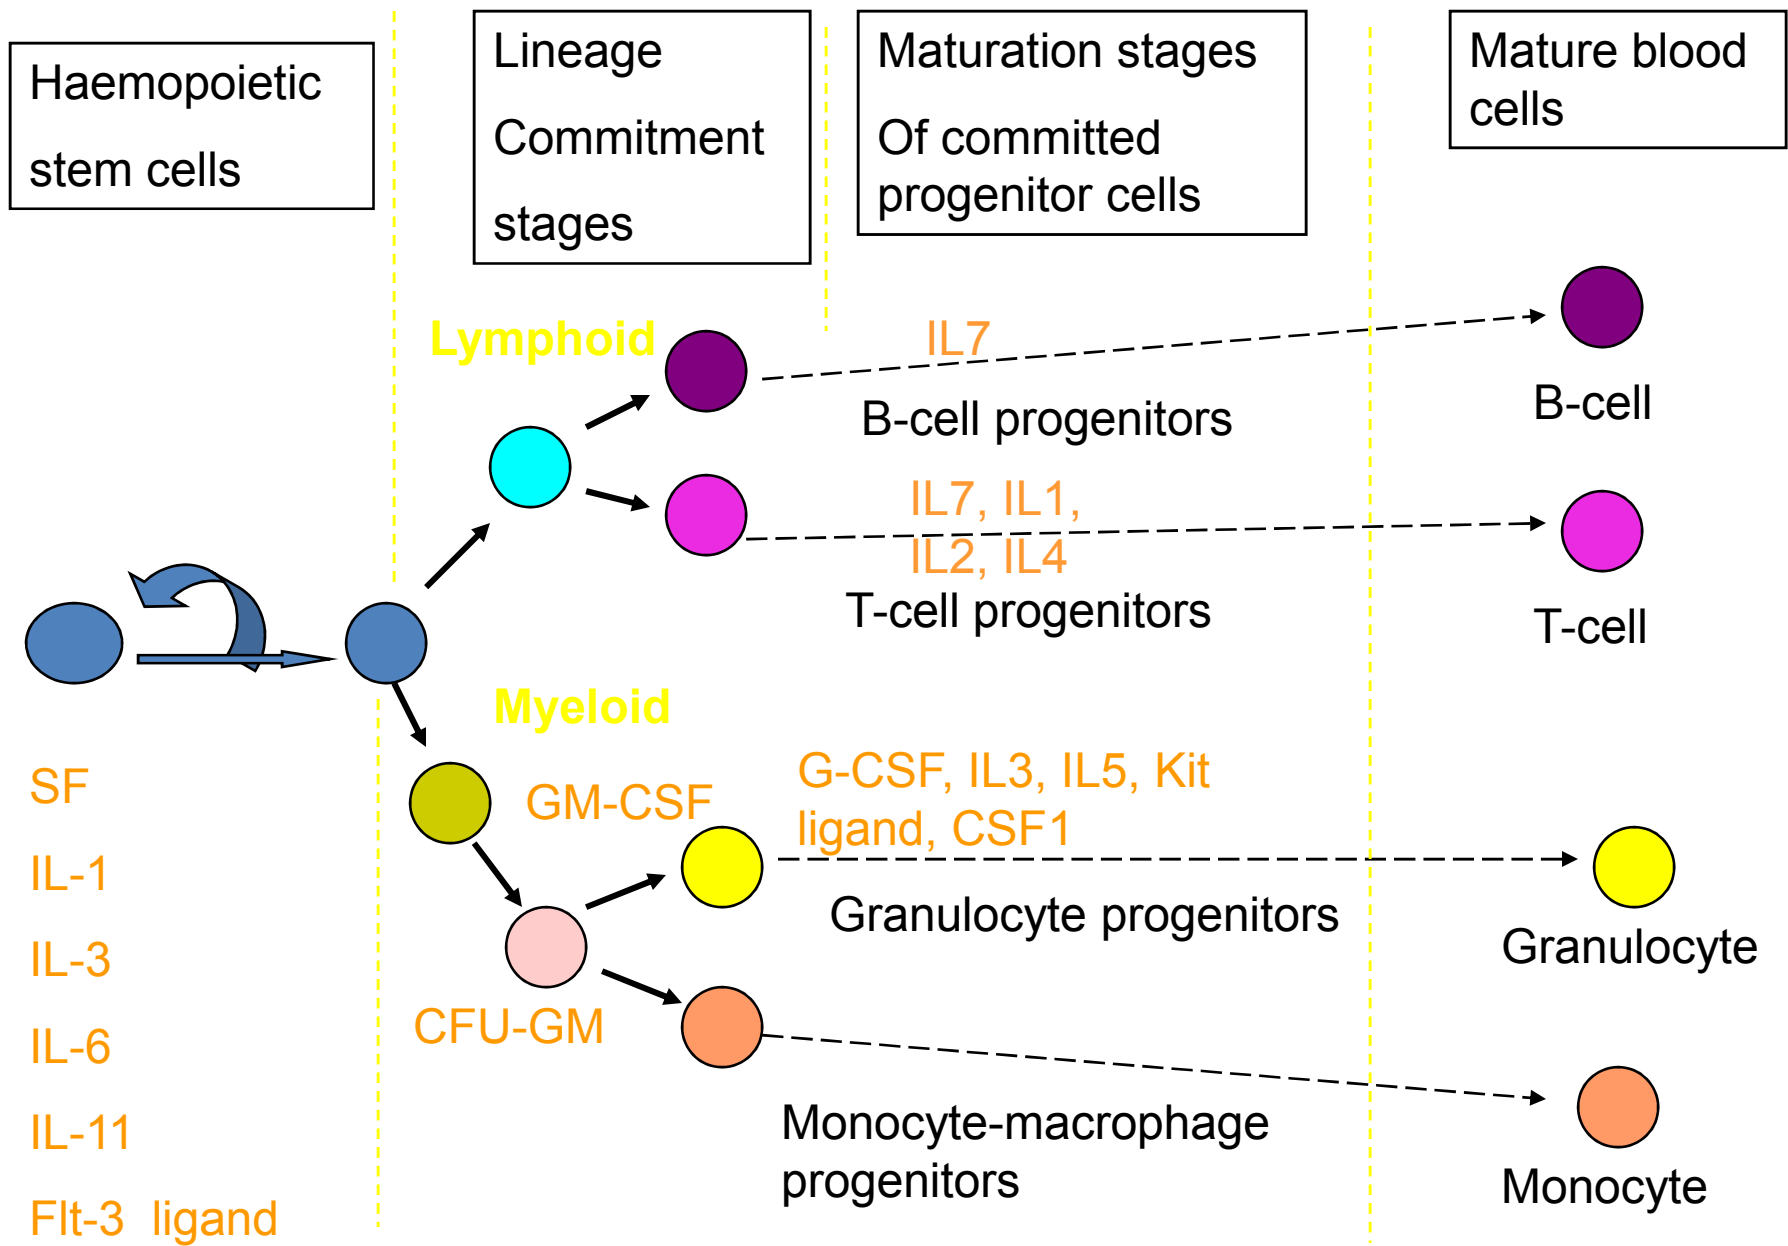 Haemopoietic
stem cells
Lineage
Commitment
stages
Maturation stages
Of committed
progenitor cells
Mature blood
cells
Lymphoid
IL7
B-cell progenitors
B-cell
IL7, IL1,
IL2, IL4
T-cell progenitors
T-cell
Myeloid
SF
IL-1
IL-3
IL-6
IL-11
Flt-3 ligand
GM-CSF
G-CSF, IL3, IL5, Kit
ligand, CSF1
Granulocyte progenitors
Granulocyte
CFU-GM
Monocyte-macrophage
progenitors
Monocyte